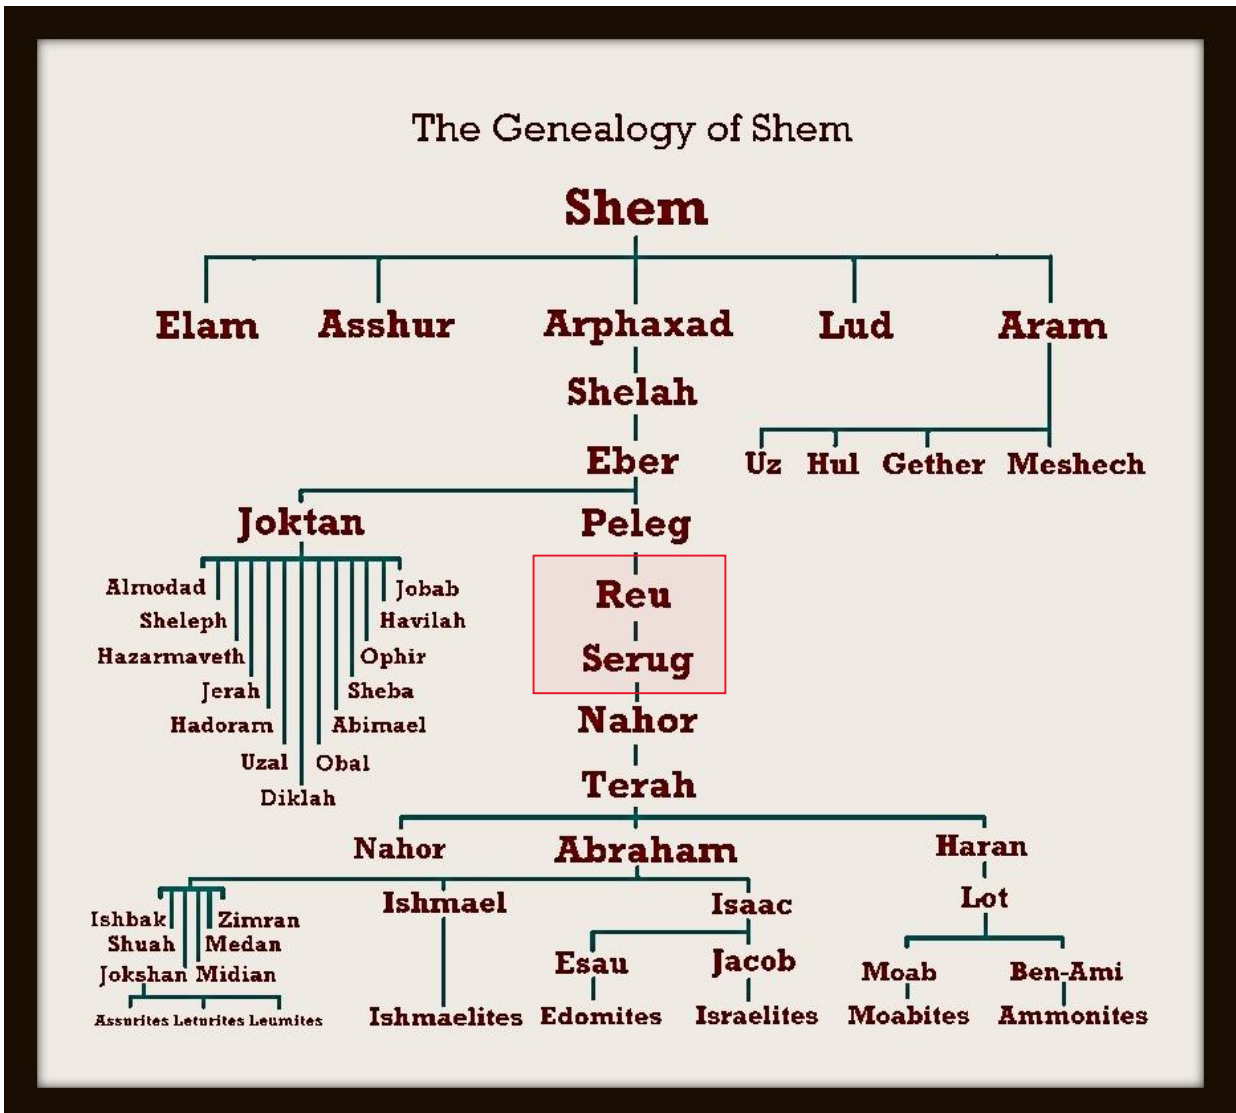 The Genealogy of Shem
Shem
Elam Asshur Arphaxad Lud Aram
Shelah
Eber Uz Hul Gether Meshech
Joktan Peleg
Almodad Reu
Jobab
Sheleph Havilah
Hazarmaveth Ophir Serug
Jerah Sheba
Hadoram Abimael Nahor
Uzal Obal
Diklah Terah
Nahor Abraham Haran
Ishbak Zimran Ishmael Isaac Lot
Shuah Medan
Jokshan Midian Esau Jacob Moab Ben-Ami
Assurites Leturites Leumites Ishmaelites Edomites Israelites Moabites Ammonites